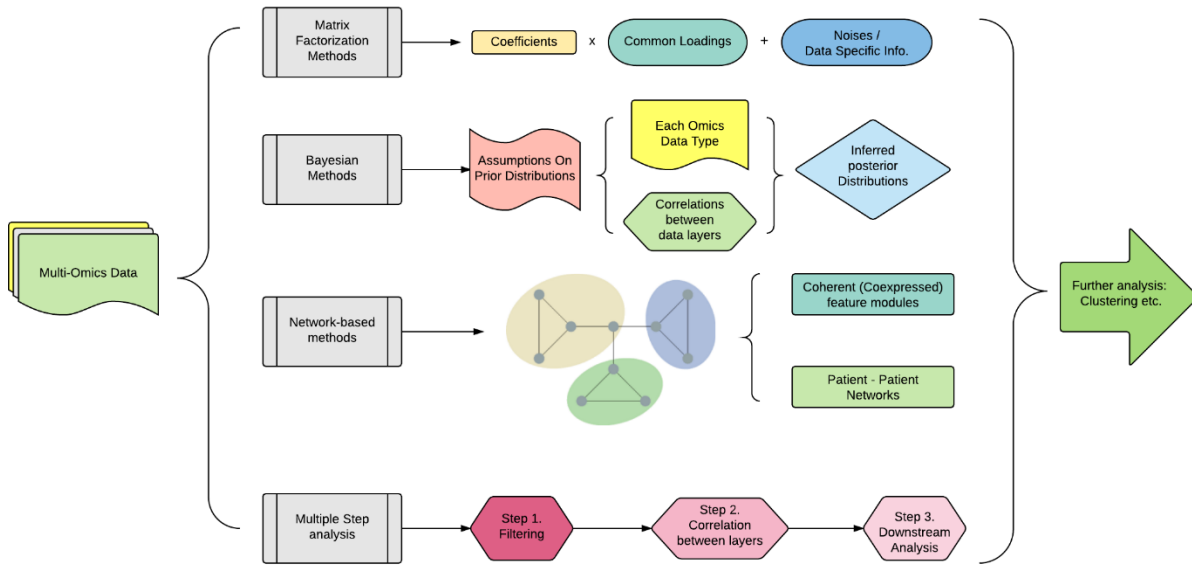 Multi-Omics Data
Matrix
Factorization
Methods
Coefficients
x
Common Loadings
+
Noises /
Data Specific Info.
Bayesian
Methods
Assumptions On
Prior Distributions
Each Omics
Data Type
Correlations
between
data layers
Inferred
posterior
Distributions
Network-based
methods
Coherent (Coexpressed)
feature modules
Patient - Patient
Networks
Multiple Step
analysis
Step 1.
Filtering
Step 2.
Correlation
between layers
Step 3.
Downstream
Analysis
Further analysis:
Clustering etc.